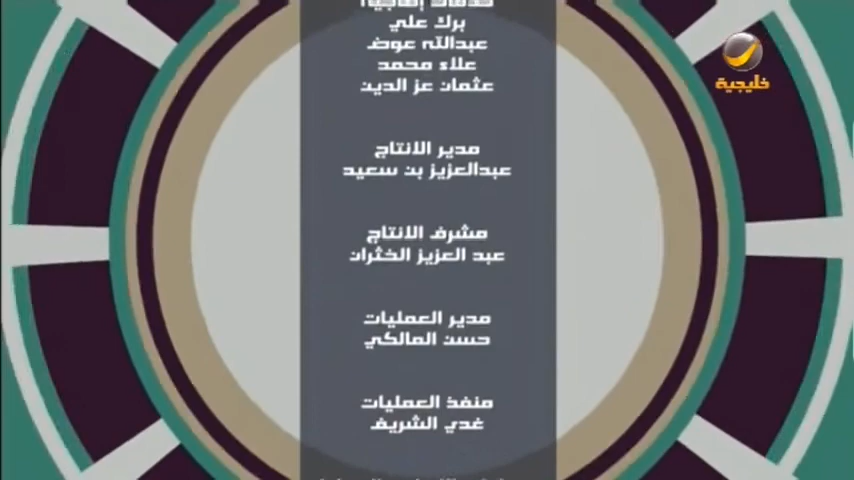 برك علي
عبدالله عوض
علاء محمد
عثمان عز الدين
مدير الانتاج
عبدالعزيز بن سعيد
مشرف الانتاج
عبد العزيز الخثران
مدير العمليات
حسن المالكي
منفذ العمليات
غدي الشريف
خليجية